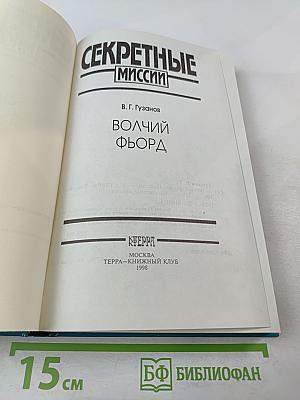 СЕКРЕТНЫЕ
МИССИИ
В. Г. Гузанов
ВОЛЧИЙ
ФЬОРД
ТЕРРА
МОСКВА
ТЕРРА—КНИЖНЫЙ КЛУБ
1998
15 см
БФ БИБЛИОФАН